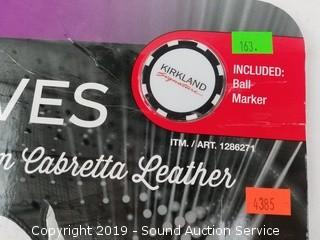 163.
KIRKLAND
Signature
INCLUDED:
Ball
Marker
VES
ITM. / ART. 1286271
Cabretta Leather
4385
Copyright 2019 - Sound Auction Service